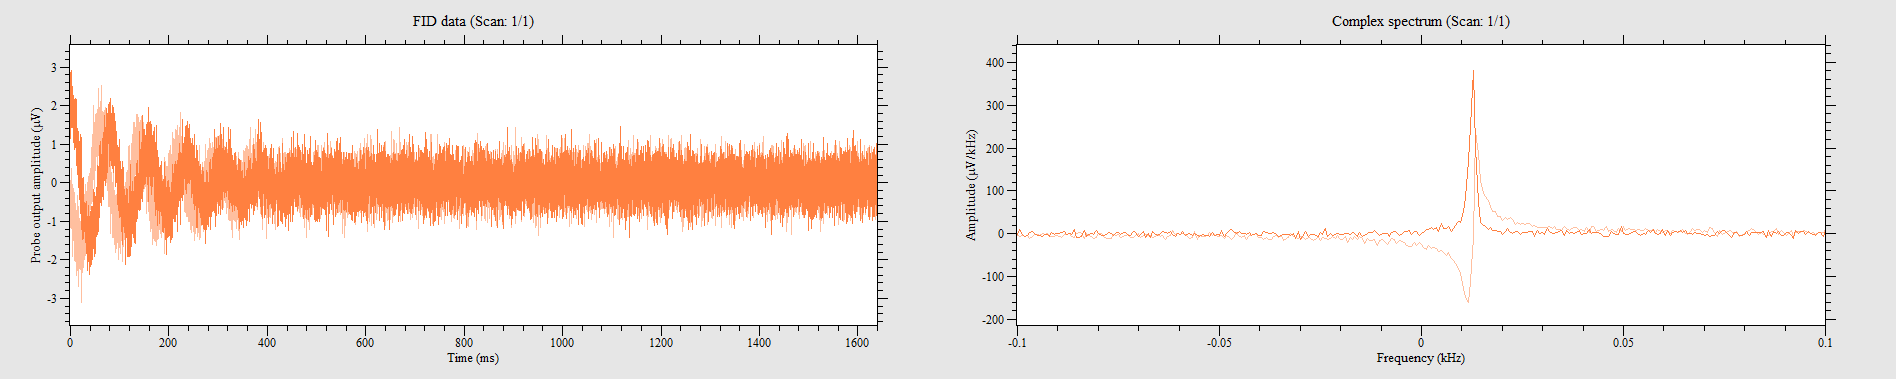 FID data (Scan: 1/1)
Probe output amplitude (µV)
3
2
1
0
-1
-2
-3
0 200 400 600 800 1000 1200 1400 1600
Time (ms)
Complex spectrum (Scan: 1/1)
Amplitude (µV/kHz)
400
300
200
100
0
-100
-200
-0.1 -0.05 0 0.05 0.1
Frequency (kHz)